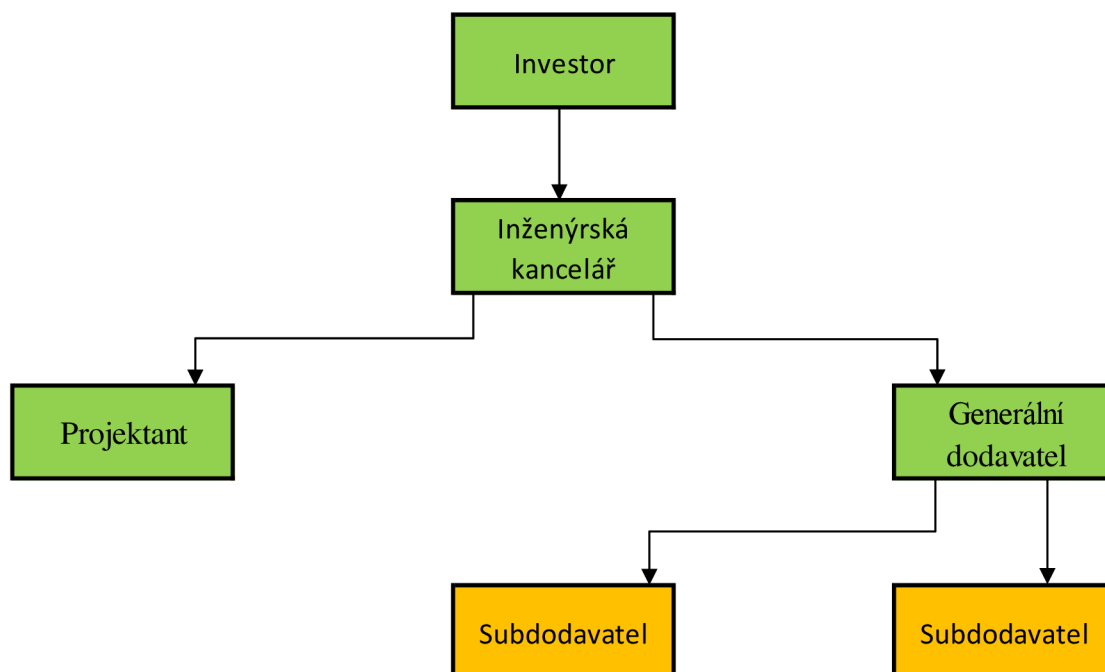 Investor
Inženýrská
kancelář
Projektant
Generální
dodavatel
Subdodavatel
Subdodavatel